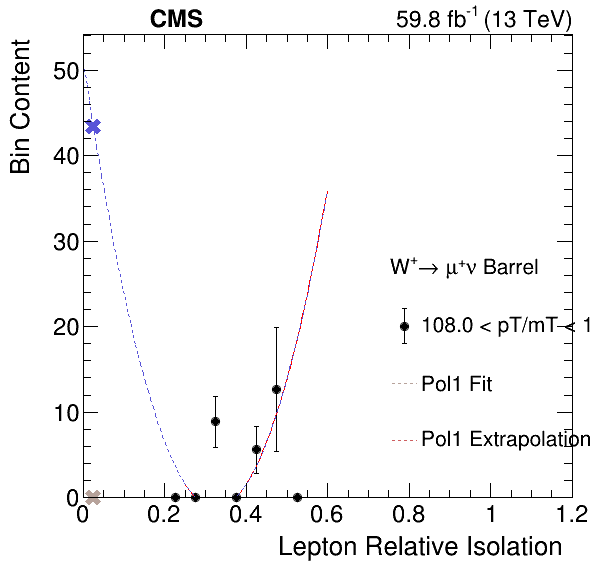 CMS 59.8 fb⁻¹ (13 TeV)
Bin Content
50
40
30
20
10
0
W⁺→ μ⁺ν Barrel
108.0 < pT/mT < 1
Pol1 Fit
Pol1 Extrapolation
0 0.2 0.4 0.6 0.8 1 1.2
Lepton Relative Isolation